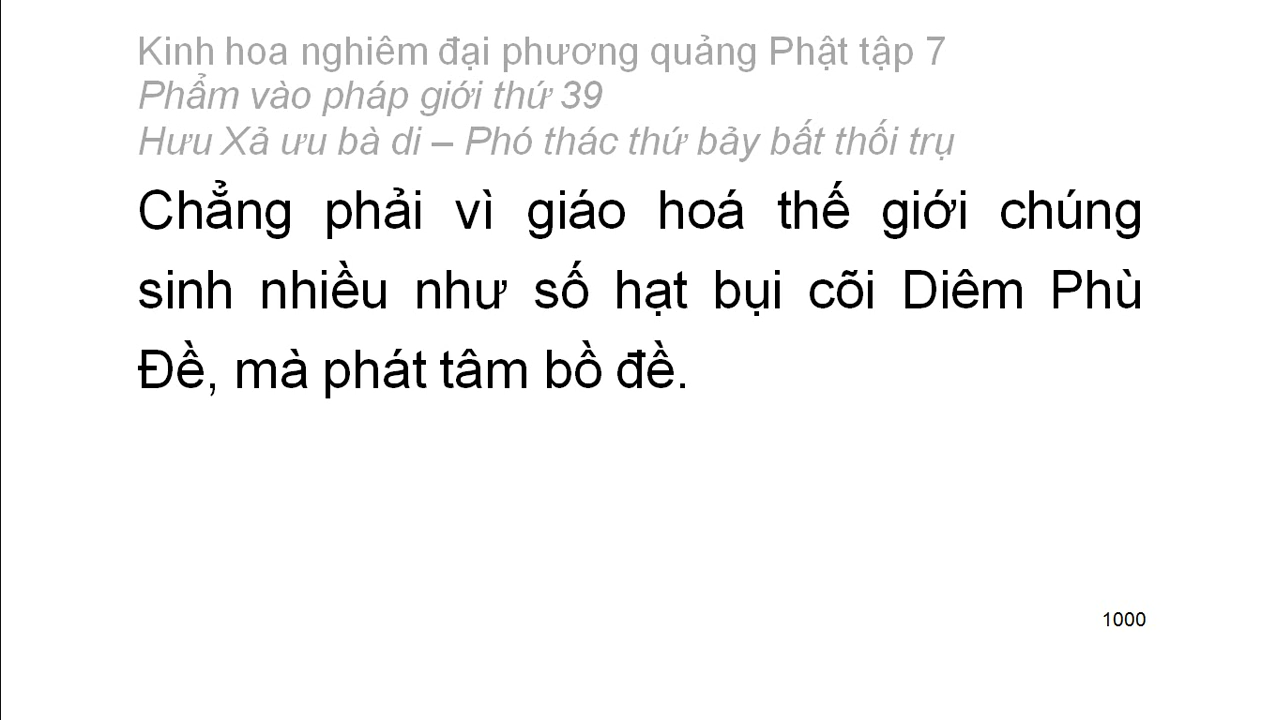 Kinh hoa nghiêm đại phương quảng Phật tập 7
Phẩm vào pháp giới thứ 39
Hưu Xả ưu bà di – Phó thác thứ bảy bất thối trụ
Chẳng phải vì giáo hoá thế giới chúng
sinh nhiều như số hạt bụi cõi Diêm Phù
Đề, mà phát tâm bồ đề.
1000